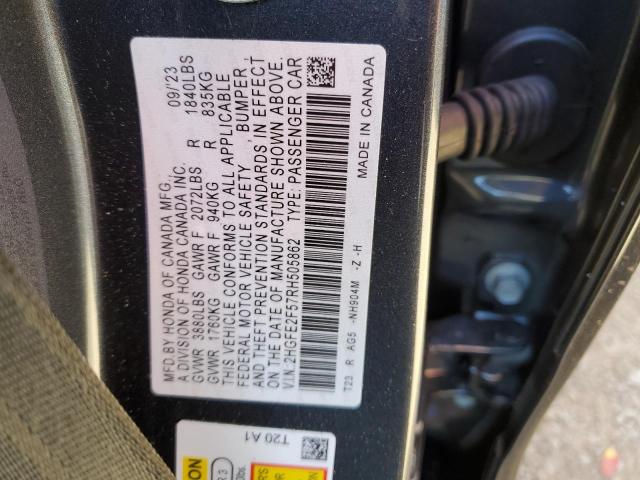 MFD.BY HONDA OF CANADA MFG., 09/'23
A DIVISION OF HONDA CANADA INC.
GVWR 3880LBS GAWR F 2072LBS R 1840LBS
GVWR 1760KG GAWR F 940KG R 835KG
THIS VEHICLE CONFORMS TO ALL APPLICABLE
FEDERAL MOTOR VEHICLE SAFETY, BUMPER,
AND THEFT PREVENTION STANDARDS IN EFFECT
ON THE DATE OF MANUFACTURE SHOWN ABOVE.
V.I.N.:2HGFE2F57RH505862 TYPE: PASSENGER CAR
T23 R AG5 -NH904M -Z -H MADE IN CANADA
T20 A1